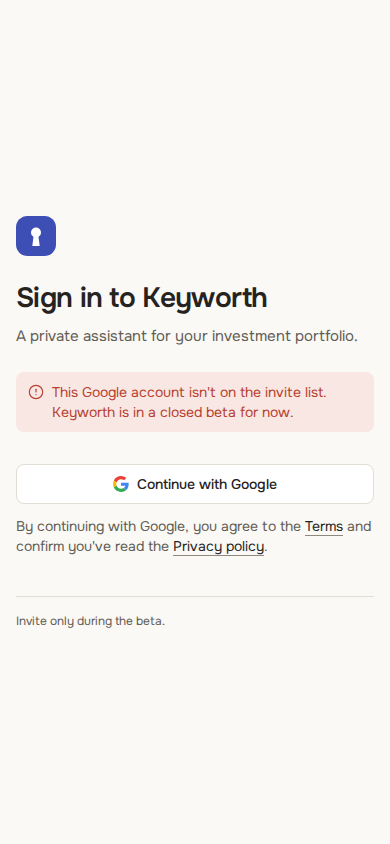 Sign in to Keyworth
A private assistant for your investment portfolio.
This Google account isn't on the invite list.
Keyworth is in a closed beta for now.
Continue with Google
By continuing with Google, you agree to the Terms and
confirm you've read the Privacy policy.
Invite only during the beta.